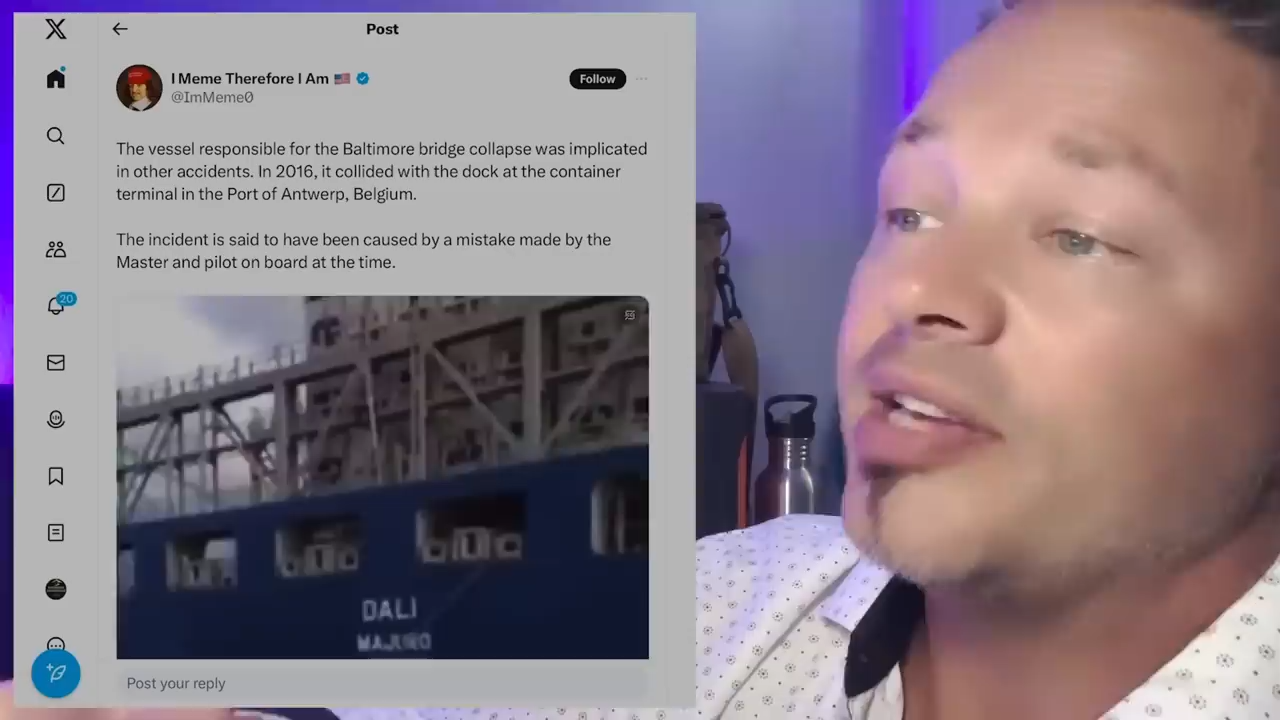 Post
I Meme Therefore I Am
@ImMeme0
Follow
The vessel responsible for the Baltimore bridge collapse was implicated
in other accidents. In 2016, it collided with the dock at the container
terminal in the Port of Antwerp, Belgium.
The incident is said to have been caused by a mistake made by the
Master and pilot on board at the time.
20
DALI
MAJURO
Post your reply